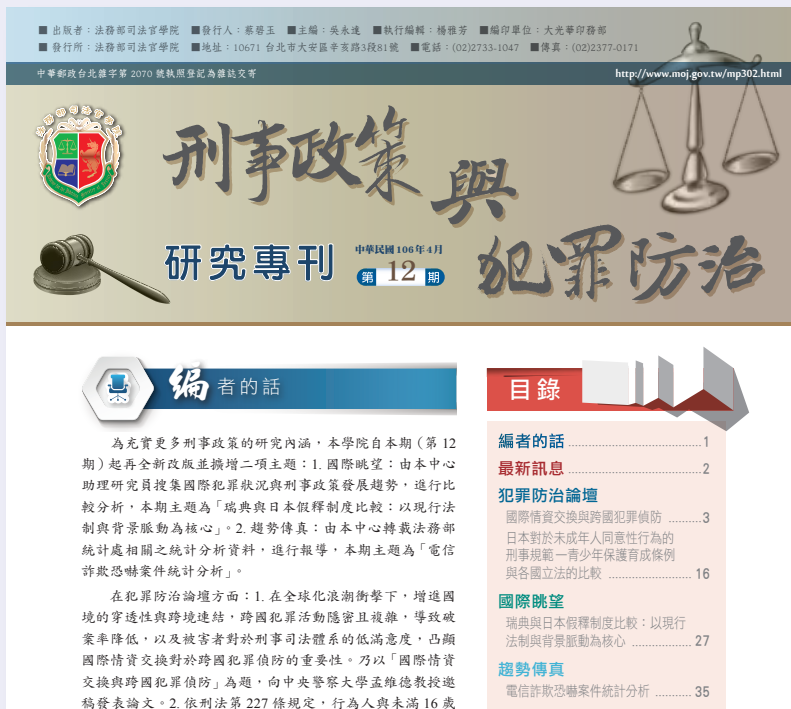 ■ 出版者：法務部司法官學院 ■發行人：蔡碧玉 ■主編：吳永達 ■執行編輯：楊雅芳 ■編印單位：大光華印務部
■ 發行所：法務部司法官學院 ■地址：10671 台北市大安區辛亥路3段81號 ■電話：(02)2733-1047 ■傳真：(02)2377-0171
中華郵政台北雜字第 2070 號執照登記為雜誌交寄
http://www.moj.gov.tw/mp302.html
法務部司法官學院
刑事政策
與
犯罪防治
研究專刊
中華民國106年4月
第 12 期
編者的話
為充實更多刑事政策的研究內涵，本學院自本期（第 12
期）起再全新改版並擴增二項主題：1. 國際眺望：由本中心
助理研究員搜集國際犯罪狀況與刑事政策發展趨勢，進行比
較分析，本期主題為「瑞典與日本假釋制度比較：以現行法
制與背景脈動為核心」。2. 趨勢傳真：由本中心轉載法務部
統計處相關之統計分析資料，進行報導，本期主題為「電信
詐欺恐嚇案件統計分析」。
在犯罪防治論壇方面：1. 在全球化浪潮衝擊下，增進國
境的穿透性與跨境連結，跨國犯罪活動隱密且複雜，導致破
案率降低，以及被害者對於刑事司法體系的低滿意度，凸顯
國際情資交換對於跨國犯罪偵防的重要性。乃以「國際情資
交換與跨國犯罪偵防」為題，向中央警察大學孟維德教授邀
稿發表論文。2. 依刑法第 227 條規定，行為人與未滿 16 歲
目錄
編者的話 1
最新訊息 2
犯罪防治論壇
國際情資交換與跨國犯罪偵防 3
日本對於未成年人同意性行為的
刑事規範－青少年保護育成條例
與各國立法的比較 16
國際眺望
瑞典與日本假釋制度比較：以現行
法制與背景脈動為核心 27
趨勢傳真
電信詐欺恐嚇案件統計分析 35